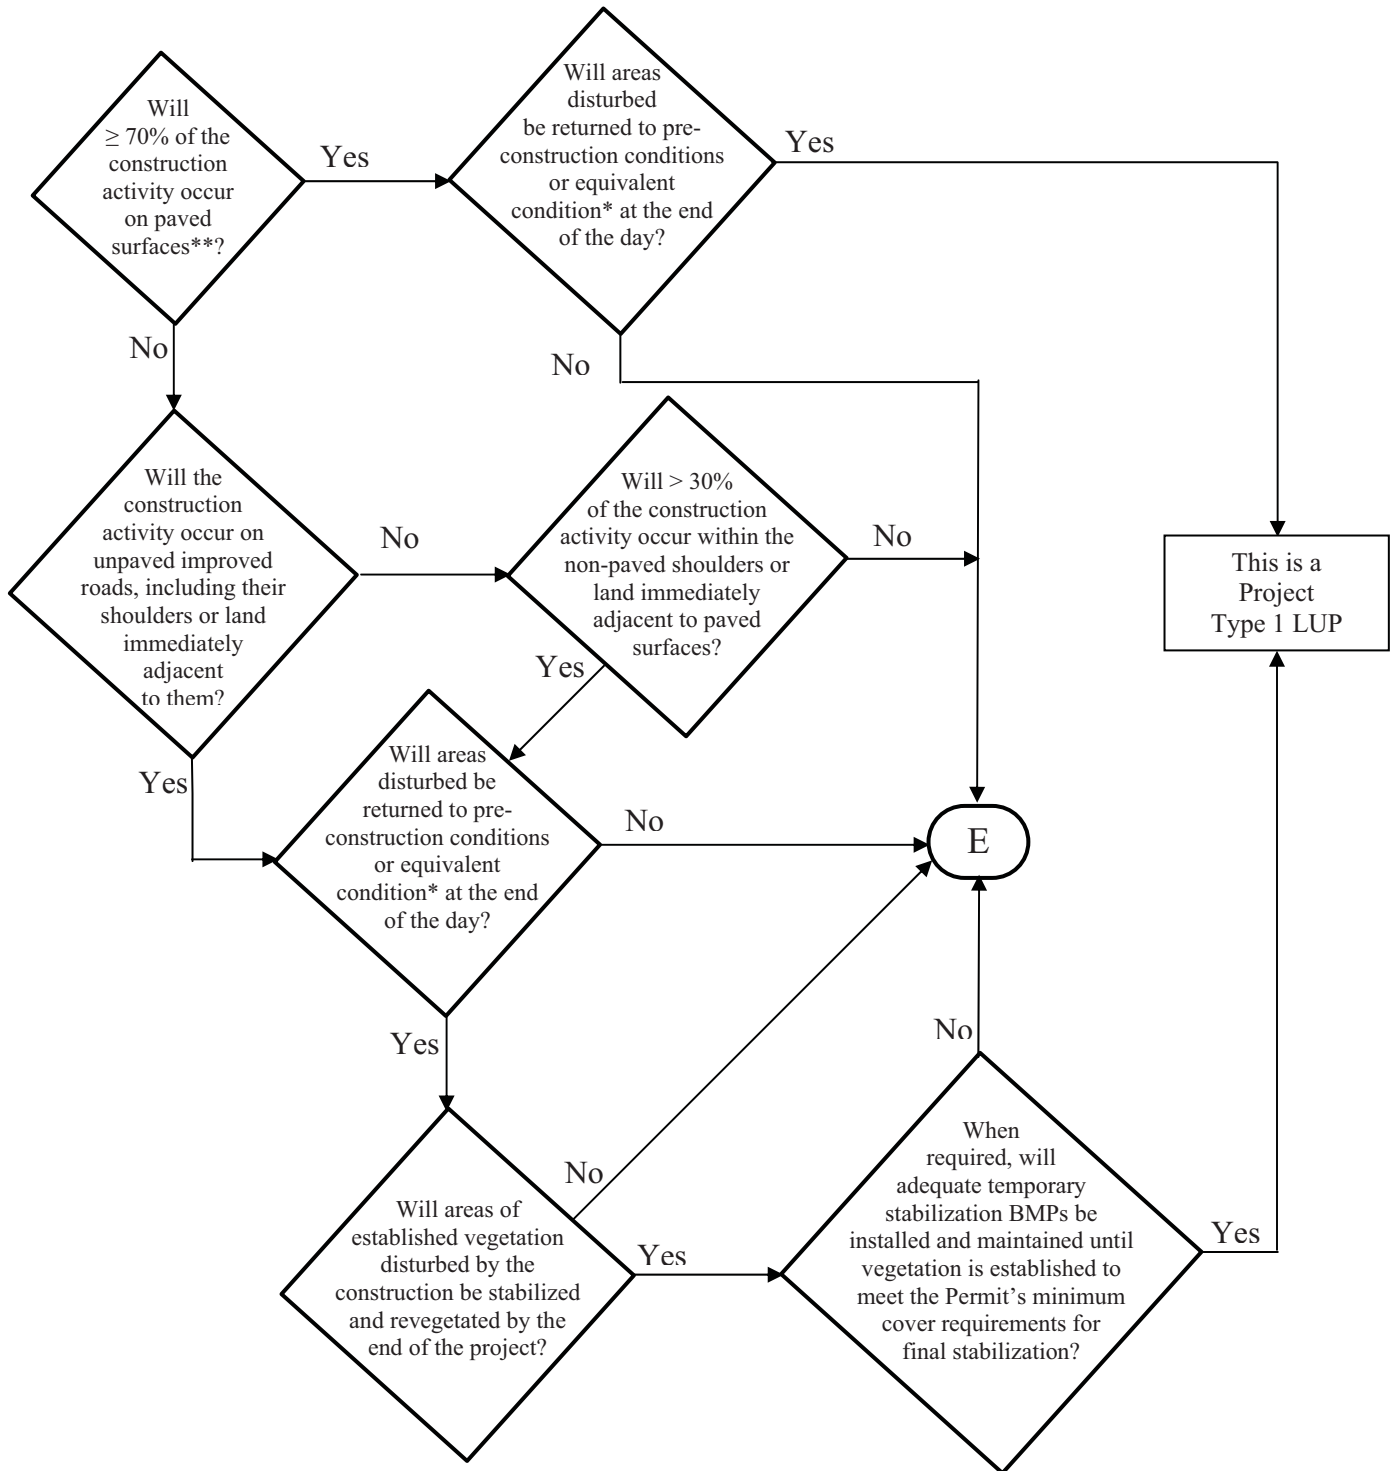 Will
≥ 70% of the
construction
activity occur
on paved
surfaces**?
Yes
Will areas
disturbed
be returned to pre-
construction conditions
or equivalent
condition* at the end
of the day?
Yes
No
No
Will the
construction
activity occur on
unpaved improved
roads, including their
shoulders or land
immediately
adjacent
to them?
No
Will > 30%
of the construction
activity occur within the
non-paved shoulders or
land immediately
adjacent to paved
surfaces?
No
This is a
Project
Type 1 LUP
Yes
Yes
Will areas
disturbed be
returned to pre-
construction conditions
or equivalent
condition* at the end
of the day?
No
E
Yes
No
No
Will areas of
established vegetation
disturbed by the
construction be stabilized
and revegetated by the
end of the project?
Yes
When
required, will
adequate temporary
stabilization BMPs be
installed and maintained until
vegetation is established to
meet the Permit’s minimum
cover requirements for
final stabilization?
Yes